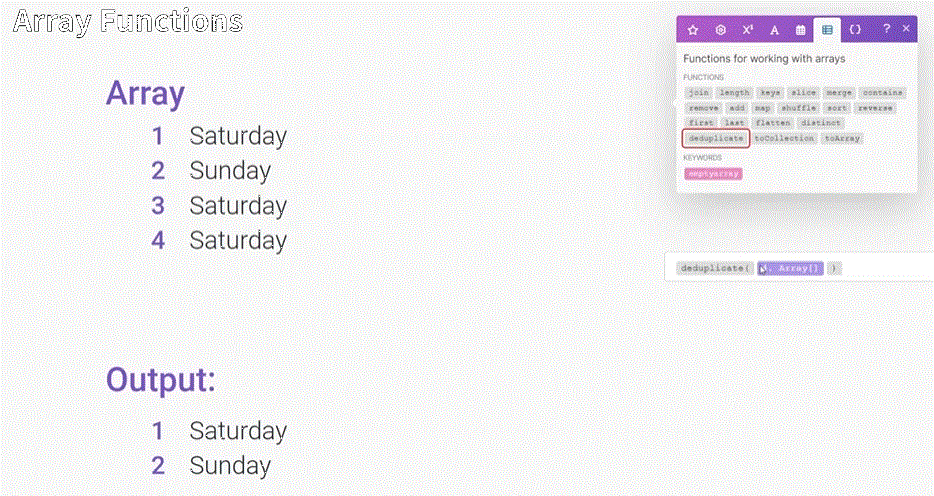 Array Functions
Array
1 Saturday
2 Sunday
3 Saturday
4 Saturday
Output:
1 Saturday
2 Sunday
X¹ A ? ×
Functions for working with arrays
FUNCTIONS
join length keys slice merge contains
remove add map shuffle sort reverse
first last flatten distinct
deduplicate toCollection toArray
KEYWORDS
emptyarray
deduplicate( Array[] )